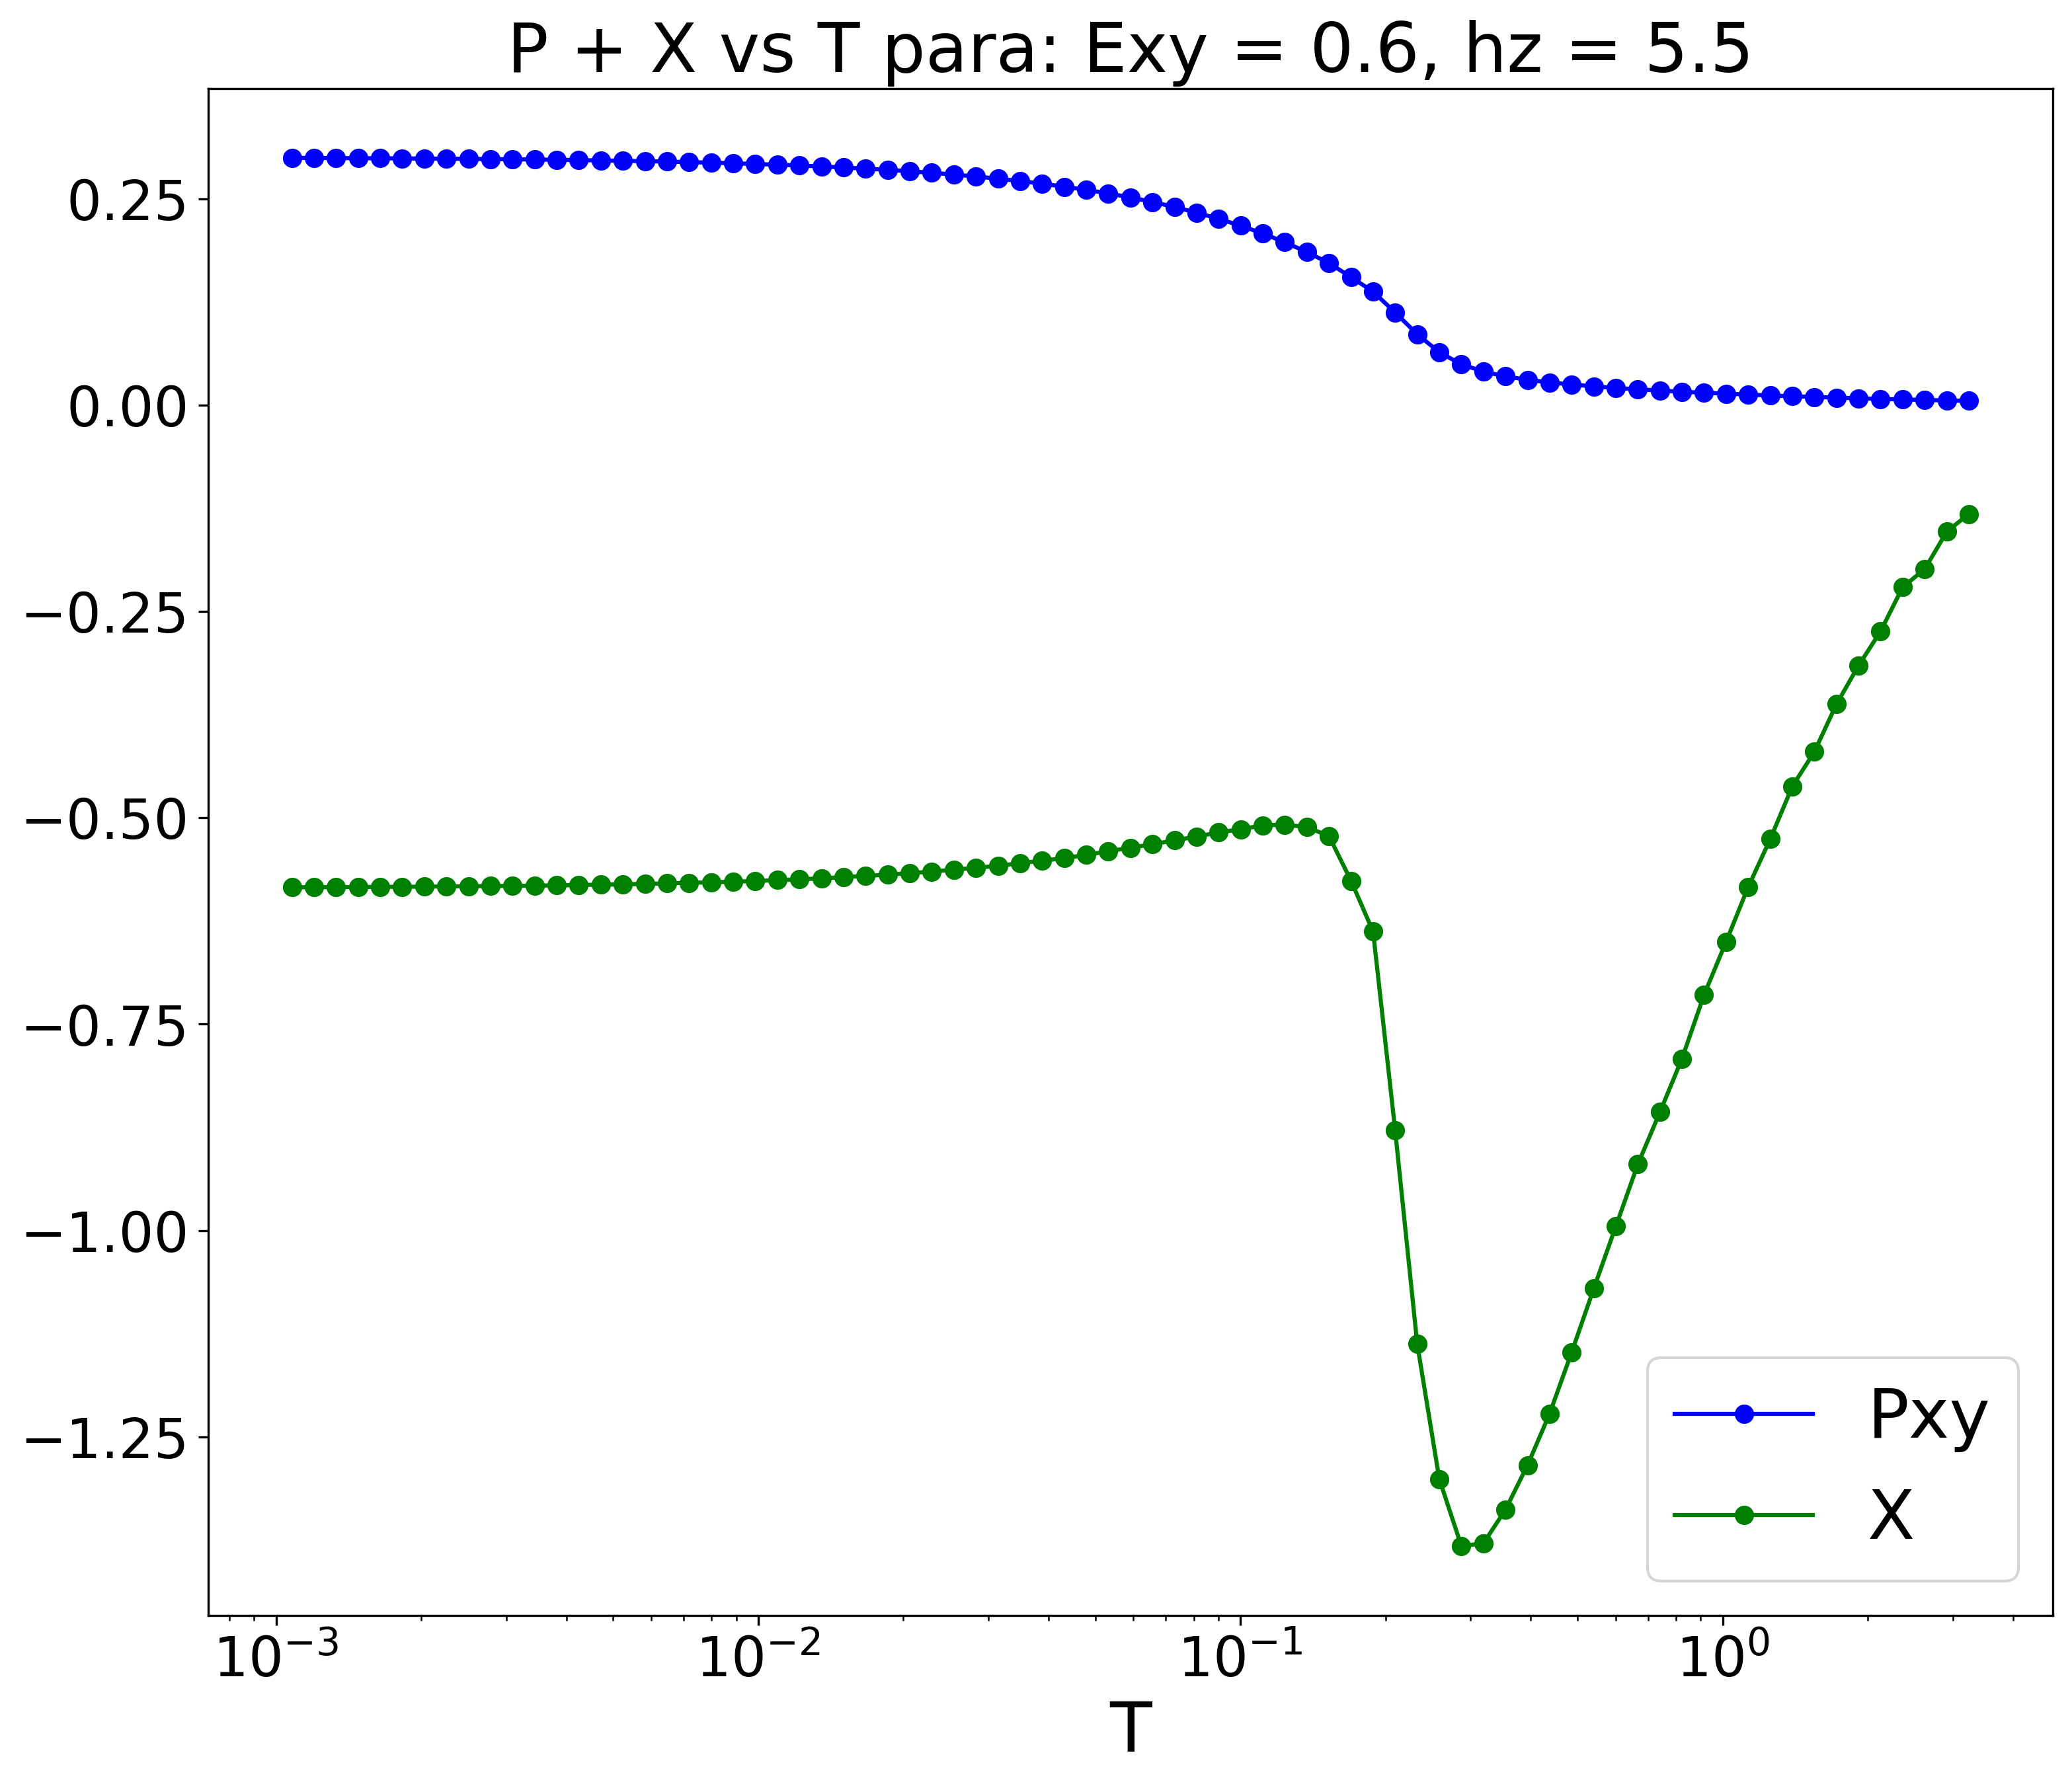 P + X vs T para: Exy = 0.6, hz = 5.5
0.25
0.00
−0.25
−0.50
−0.75
−1.00
−1.25
Pxy
X
10⁻³ 10⁻² 10⁻¹ 10⁰
T